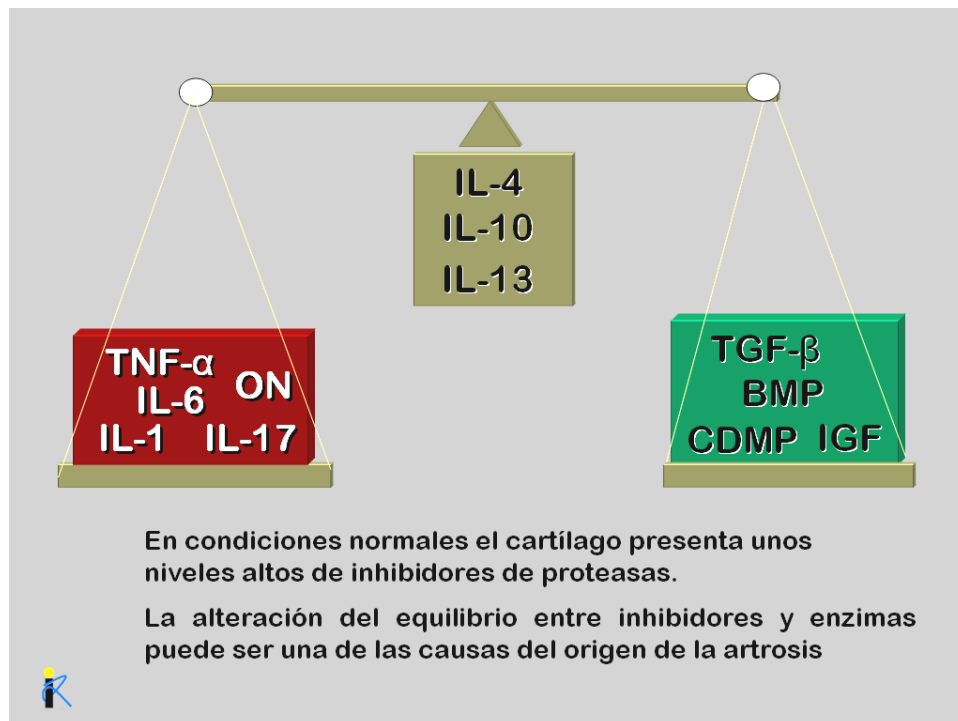 IL-4
IL-10
IL-13
TNF-α
IL-6 ON
IL-1 IL-17
TGF-β
BMP
CDMP IGF
En condiciones normales el cartílago presenta unos
niveles altos de inhibidores de proteasas.
La alteración del equilibrio entre inhibidores y enzimas
puede ser una de las causas del origen de la artrosis